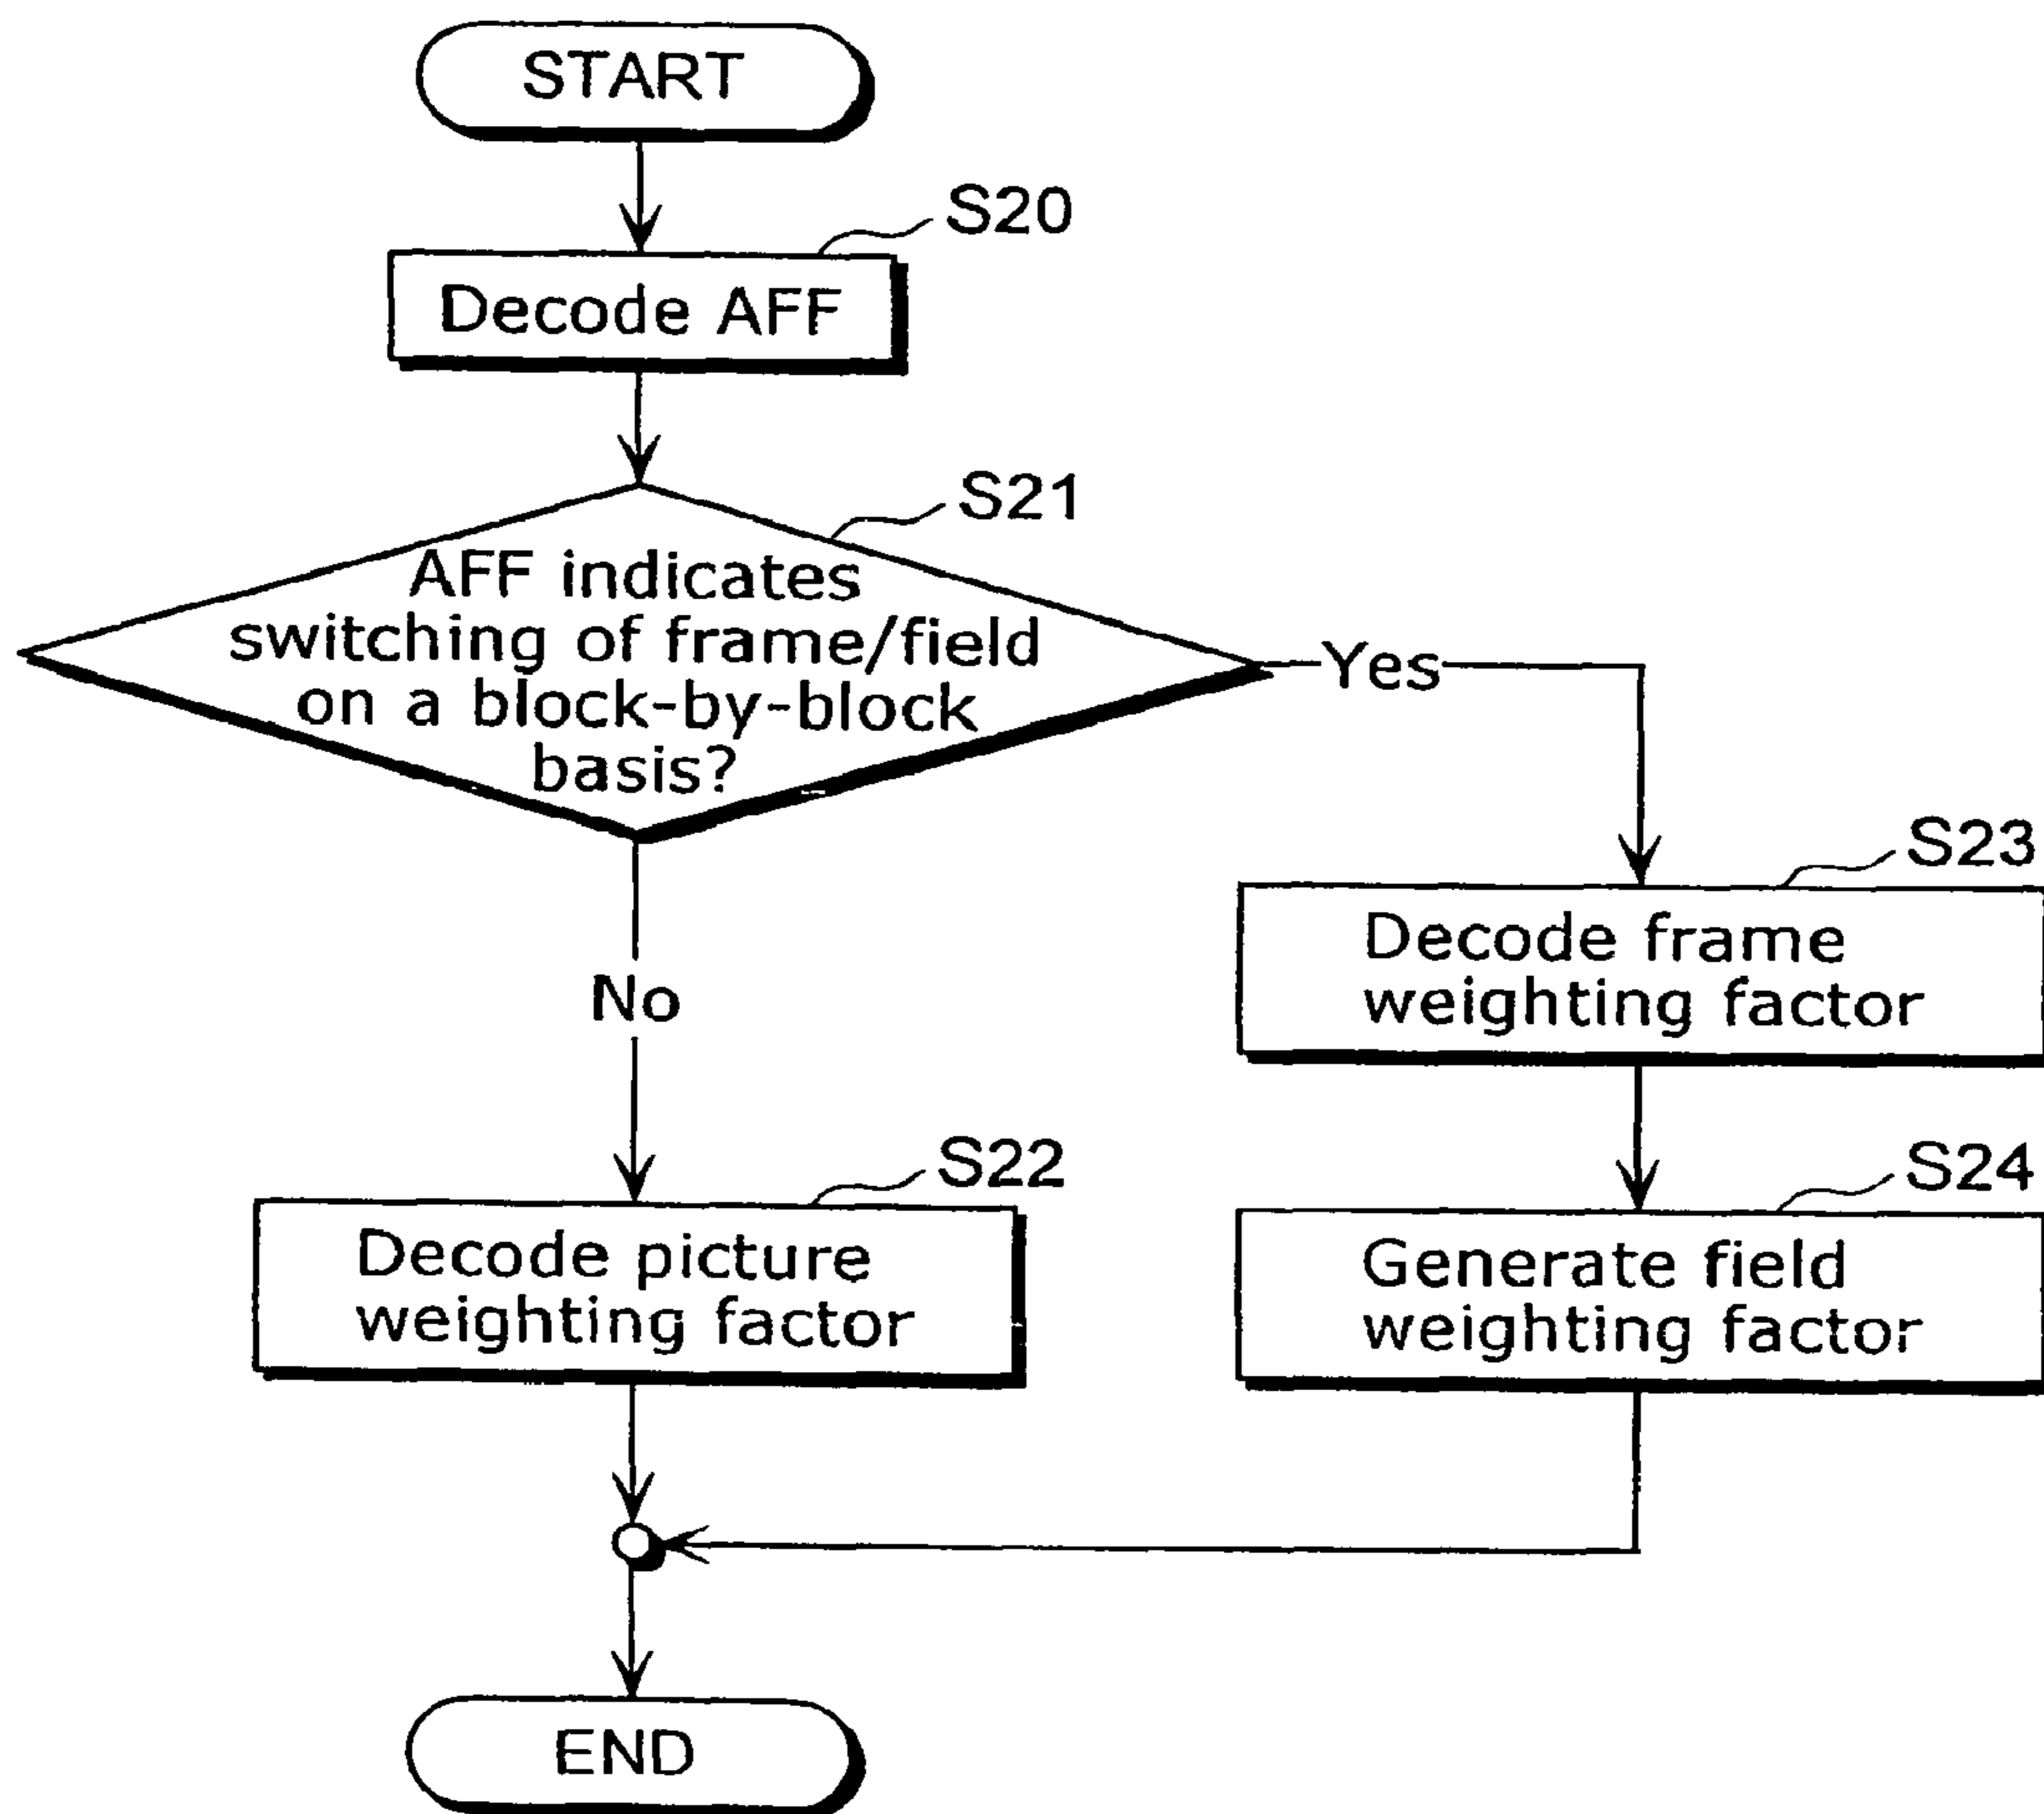 START
S20
Decode AFF
S21
AFF indicates
switching of frame/field
on a block-by-block
basis?
Yes
No
S23
Decode frame
weighting factor
S22
Decode picture
weighting factor
S24
Generate field
weighting factor
END